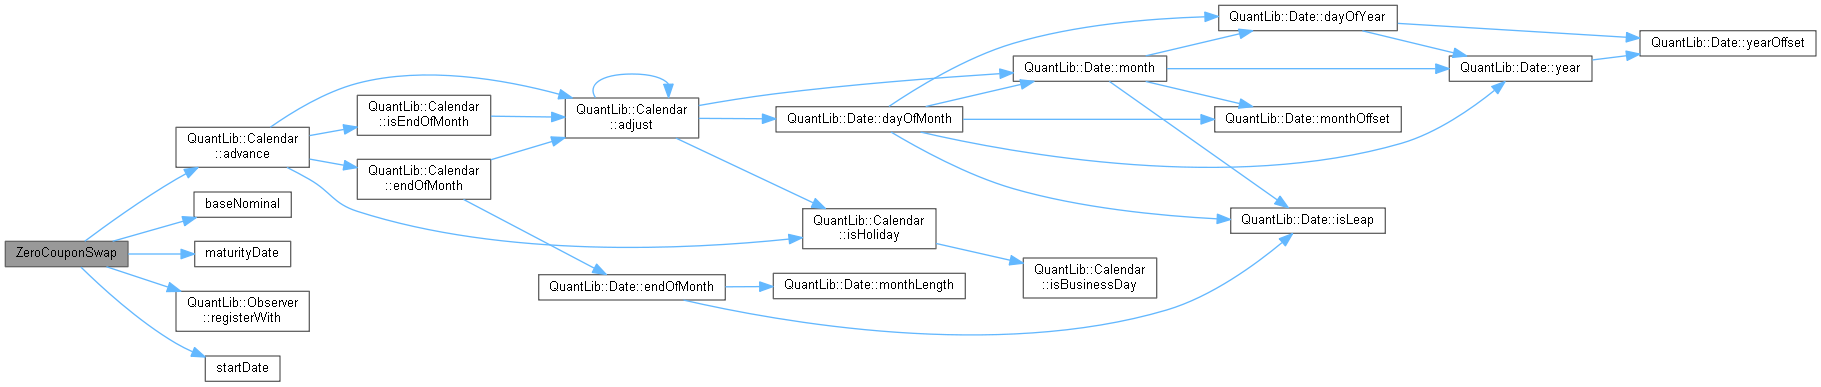 ZeroCouponSwap
QuantLib::Calendar
::advance
baseNominal
maturityDate
QuantLib::Observer
::registerWith
startDate
QuantLib::Calendar
::isEndOfMonth
QuantLib::Calendar
::endOfMonth
QuantLib::Calendar
::adjust
QuantLib::Date::endOfMonth
QuantLib::Date::dayOfMonth
QuantLib::Calendar
::isHoliday
QuantLib::Date::monthLength
QuantLib::Date::month
QuantLib::Calendar
::isBusinessDay
QuantLib::Date::dayOfYear
QuantLib::Date::monthOffset
QuantLib::Date::isLeap
QuantLib::Date::year
QuantLib::Date::yearOffset